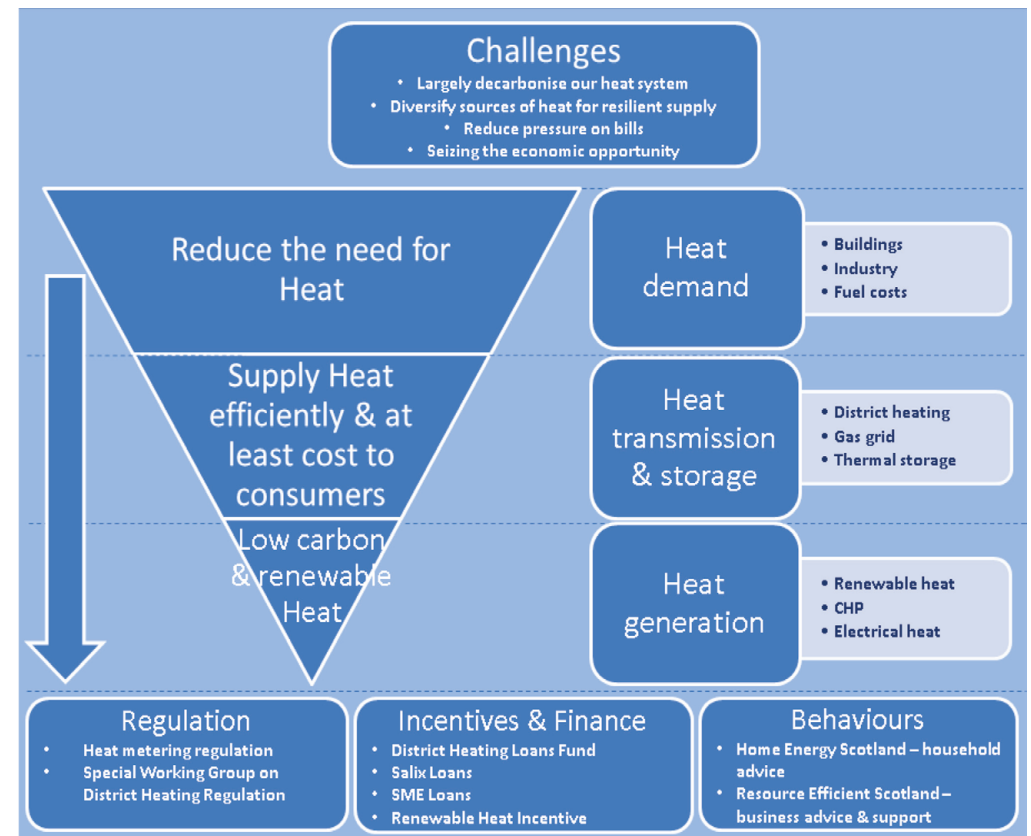 Challenges
• Largely decarbonise our heat system
• Diversify sources of heat for resilient supply
• Reduce pressure on bills
• Seizing the economic opportunity
Reduce the need for
Heat
Heat
demand
• Buildings
• Industry
• Fuel costs
Supply Heat
efficiently & at
least cost to
consumers
Heat
transmission
& storage
• District heating
• Gas grid
• Thermal storage
Low carbon
& renewable
Heat
Heat
generation
• Renewable heat
• CHP
• Electrical heat
Regulation
• Heat metering regulation
• Special Working Group on
District Heating Regulation
Incentives & Finance
• District Heating Loans Fund
• Salix Loans
• SME Loans
• Renewable Heat Incentive
Behaviours
• Home Energy Scotland – household
advice
• Resource Efficient Scotland –
business advice & support